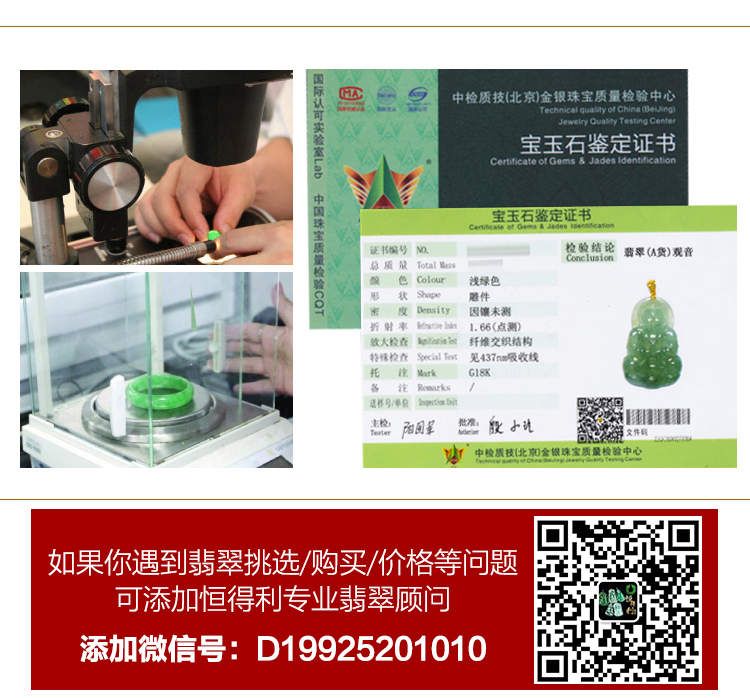 国际认可实验室Lab 中国珠宝质量检验CQT
中检质技(北京)金银珠宝质量检验中心
Technical quality of China (BeiJing)
Jewelry Quality Testing Center
宝玉石鉴定证书
Certificate of Gems & Jades Identification
宝玉石鉴定证书
Certificate of Gems & Jades Identification
证书编号 NO.
总质量 Total Mass
颜色 Colour 浅绿色
形状 Shape 雕件
密度 Density 因镶未测
折射率 Refractive Index 1.66(点测)
放大检查 Magnification Test 纤维交织结构
特殊检查 Special Test 见437nm吸收线
托注 Mark G18K
备注 Remarks /
送样号/单位 Inspection Unit
检验结论 翡翠(A货)观音
Conclusion
主检: 批准:
Tester Authorise
文件码
中检质技(北京)金银珠宝质量检验中心
Technical quality of China(BeiJing)Jewelry Quality Testing Center
如果你遇到翡翠挑选/购买/价格等问题
可添加恒得利专业翡翠顾问
添加微信号：D19925201010